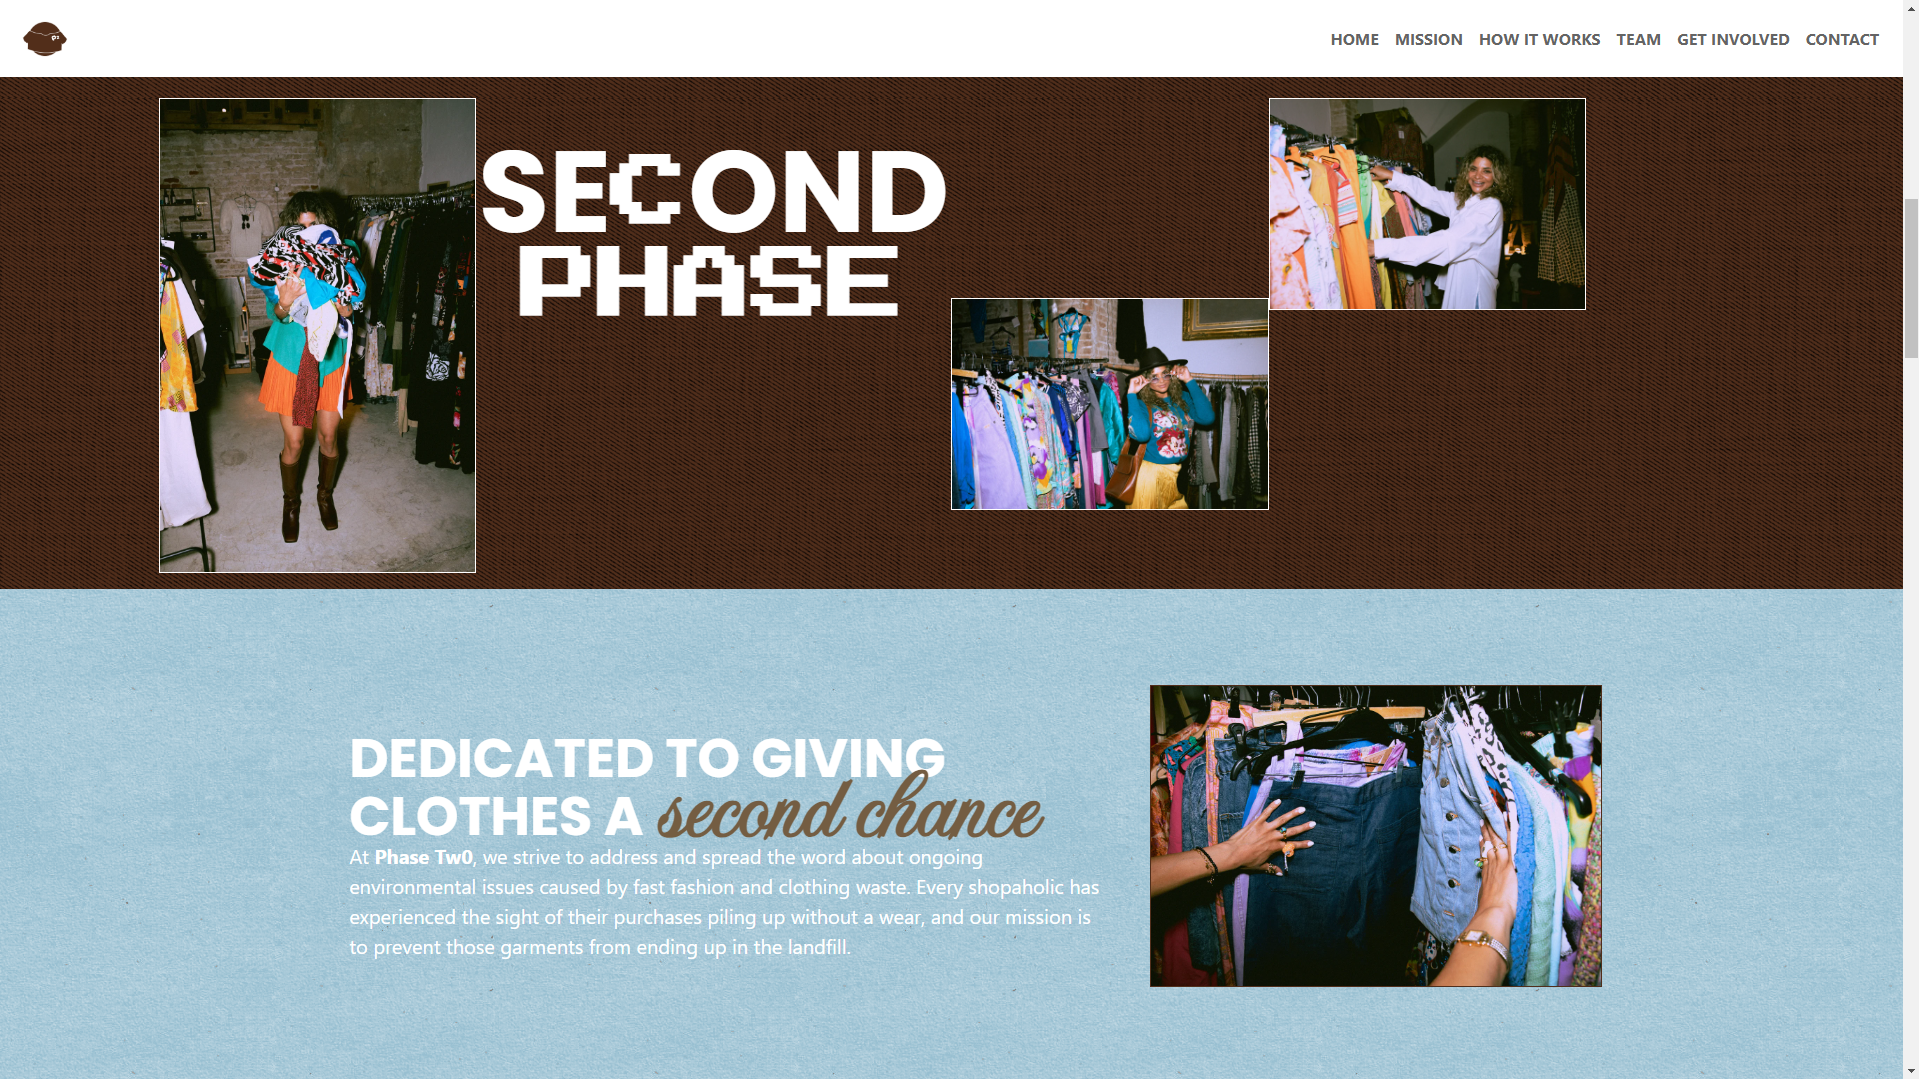 HOME MISSION HOW IT WORKS TEAM GET INVOLVED CONTACT
SECOND
PHASE
DEDICATED TO GIVING
CLOTHES A second chance
At Phase Tw0, we strive to address and spread the word about ongoing
environmental issues caused by fast fashion and clothing waste. Every shopaholic has
experienced the sight of their purchases piling up without a wear, and our mission is
to prevent those garments from ending up in the landfill.